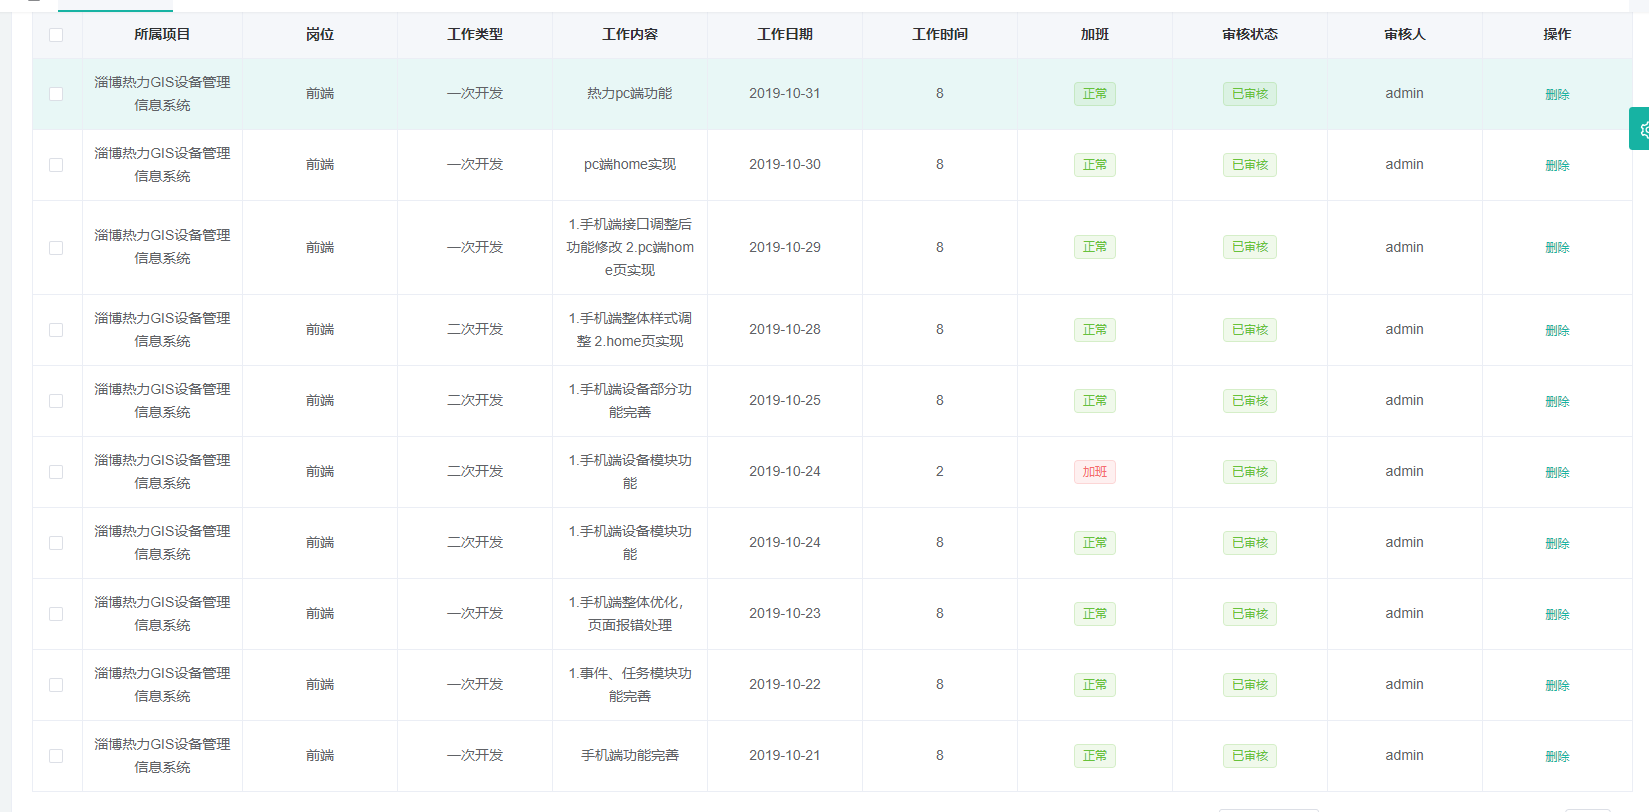 所属项目 岗位 工作类型 工作内容 工作日期 工作时间 加班 审核状态 审核人 操作
淄博热力GIS设备管理
信息系统
前端 一次开发 热力pc端功能 2019-10-31 8 正常 已审核 admin 删除
淄博热力GIS设备管理
信息系统
前端 一次开发 pc端home实现 2019-10-30 8 正常 已审核 admin 删除
淄博热力GIS设备管理
信息系统
前端 一次开发
1.手机端接口调整后
功能修改 2.pc端hom
e页实现
2019-10-29 8 正常 已审核 admin 删除
淄博热力GIS设备管理
信息系统
前端 二次开发
1.手机端整体样式调
整 2.home页实现
2019-10-28 8 正常 已审核 admin 删除
淄博热力GIS设备管理
信息系统
前端 二次开发
1.手机端设备部分功
能完善
2019-10-25 8 正常 已审核 admin 删除
淄博热力GIS设备管理
信息系统
前端 二次开发
1.手机端设备模块功
能
2019-10-24 2 加班 已审核 admin 删除
淄博热力GIS设备管理
信息系统
前端 二次开发
1.手机端设备模块功
能
2019-10-24 8 正常 已审核 admin 删除
淄博热力GIS设备管理
信息系统
前端 一次开发
1.手机端整体优化，
页面报错处理
2019-10-23 8 正常 已审核 admin 删除
淄博热力GIS设备管理
信息系统
前端 一次开发
1.事件、任务模块功
能完善
2019-10-22 8 正常 已审核 admin 删除
淄博热力GIS设备管理
信息系统
前端 一次开发 手机端功能完善 2019-10-21 8 正常 已审核 admin 删除